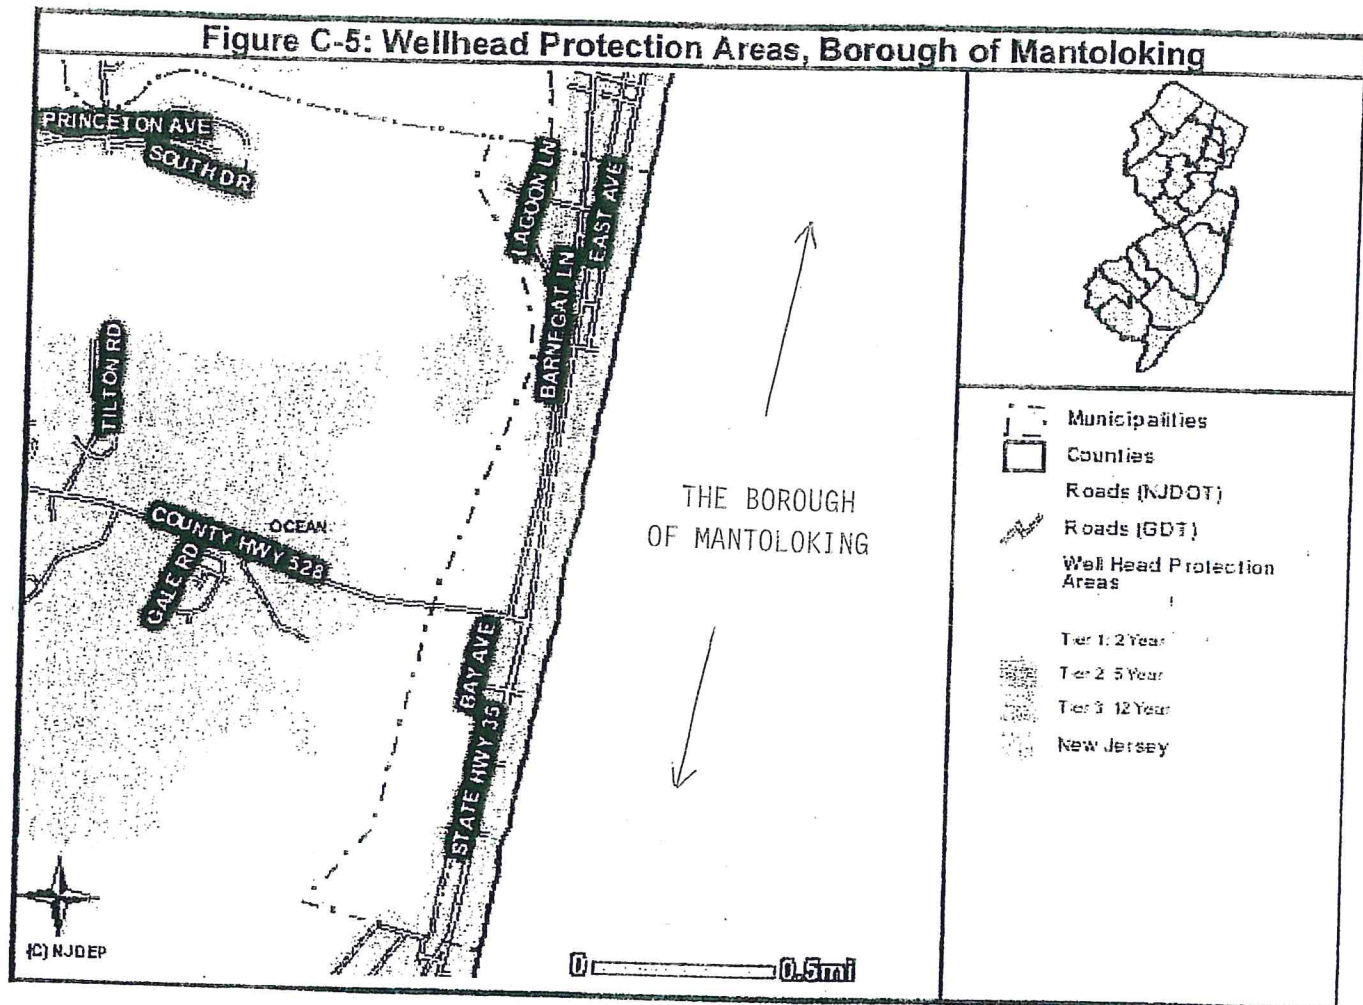 Figure C-5: Wellhead Protection Areas, Borough of Mantoloking
PRINCETON AVE
SOUTH DR
LAGOON LN
EAST AVE
BARNEGAT LN
TILTON RD
COUNTY HWY 528
OCEAN
GALE RD
BAY AVE
STATE HWY 35
THE BOROUGH
OF MANTOLOKING
(C) NJDEP
0 0.5mi
Municipalities
Counties
Roads (NJDOT)
Roads (GDT)
Well Head Protection
Areas
Tier 1: 2 Year
Tier 2 5 Year
Tier 3 12 Year
New Jersey